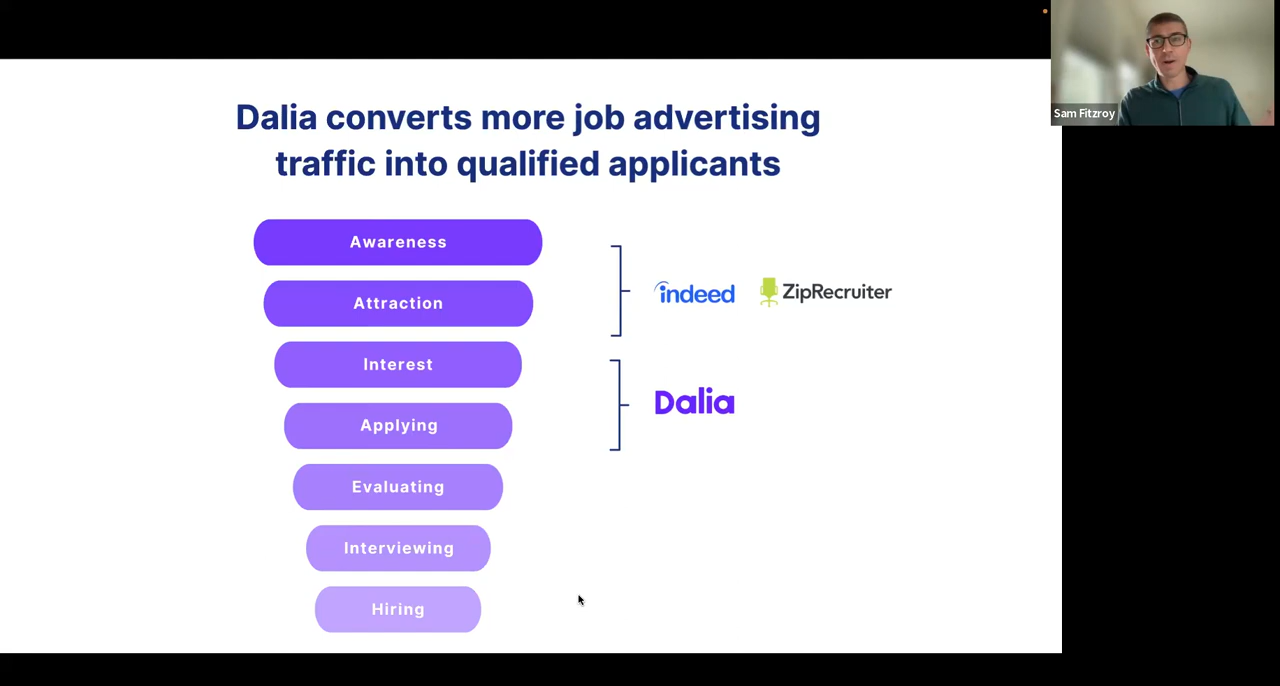 Dalia converts more job advertising
traffic into qualified applicants
Awareness
Attraction
Interest
Applying
Evaluating
Interviewing
Hiring
indeed
ZipRecruiter
Dalia
Sam Fitzroy